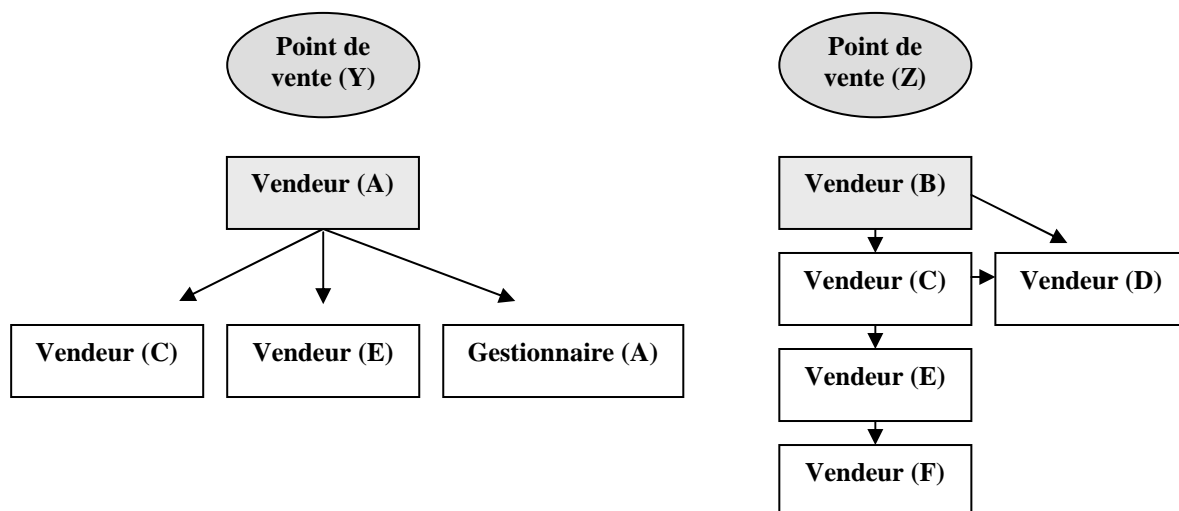 Point de
vente (Y)
Point de
vente (Z)
Vendeur (A)
Vendeur (B)
Vendeur (C)
Vendeur (D)
Vendeur (C)
Vendeur (E)
Gestionnaire (A)
Vendeur (E)
Vendeur (F)